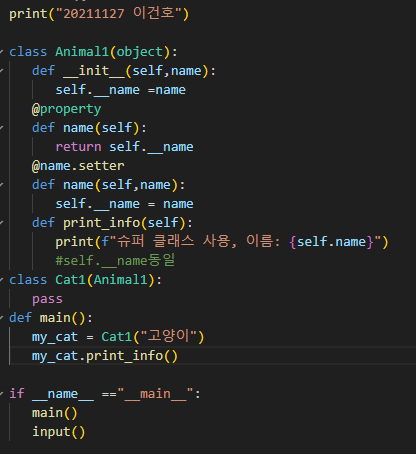 print("20211127 이건호")
class Animal1(object):
def __init__(self,name):
self.__name =name
@property
def name(self):
return self.__name
@name.setter
def name(self,name):
self.__name = name
def print_info(self):
print(f"슈퍼 클래스 사용, 이름: {self.name}")
#self.__name동일
class Cat1(Animal1):
pass
def main():
my_cat = Cat1("고양이")
my_cat.print_info()
if __name__ =="__main__":
main()
input()